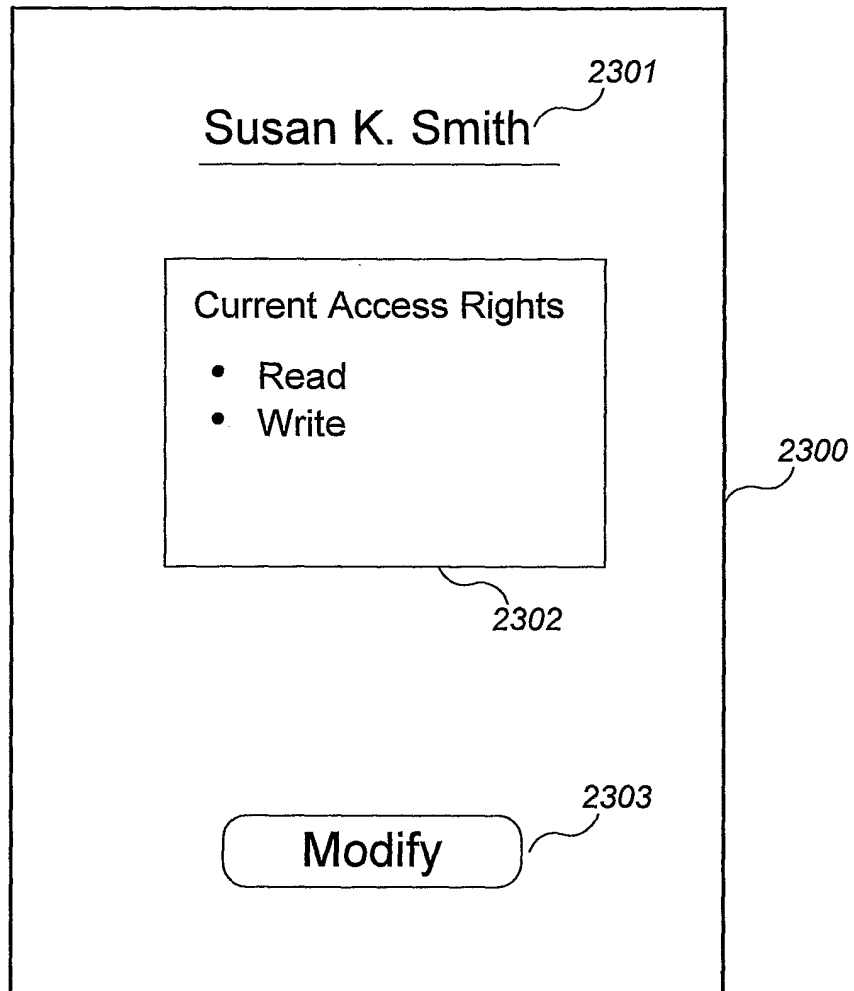 2301
Susan K. Smith
Current Access Rights
• Read
• Write
2300
2302
2303
Modify